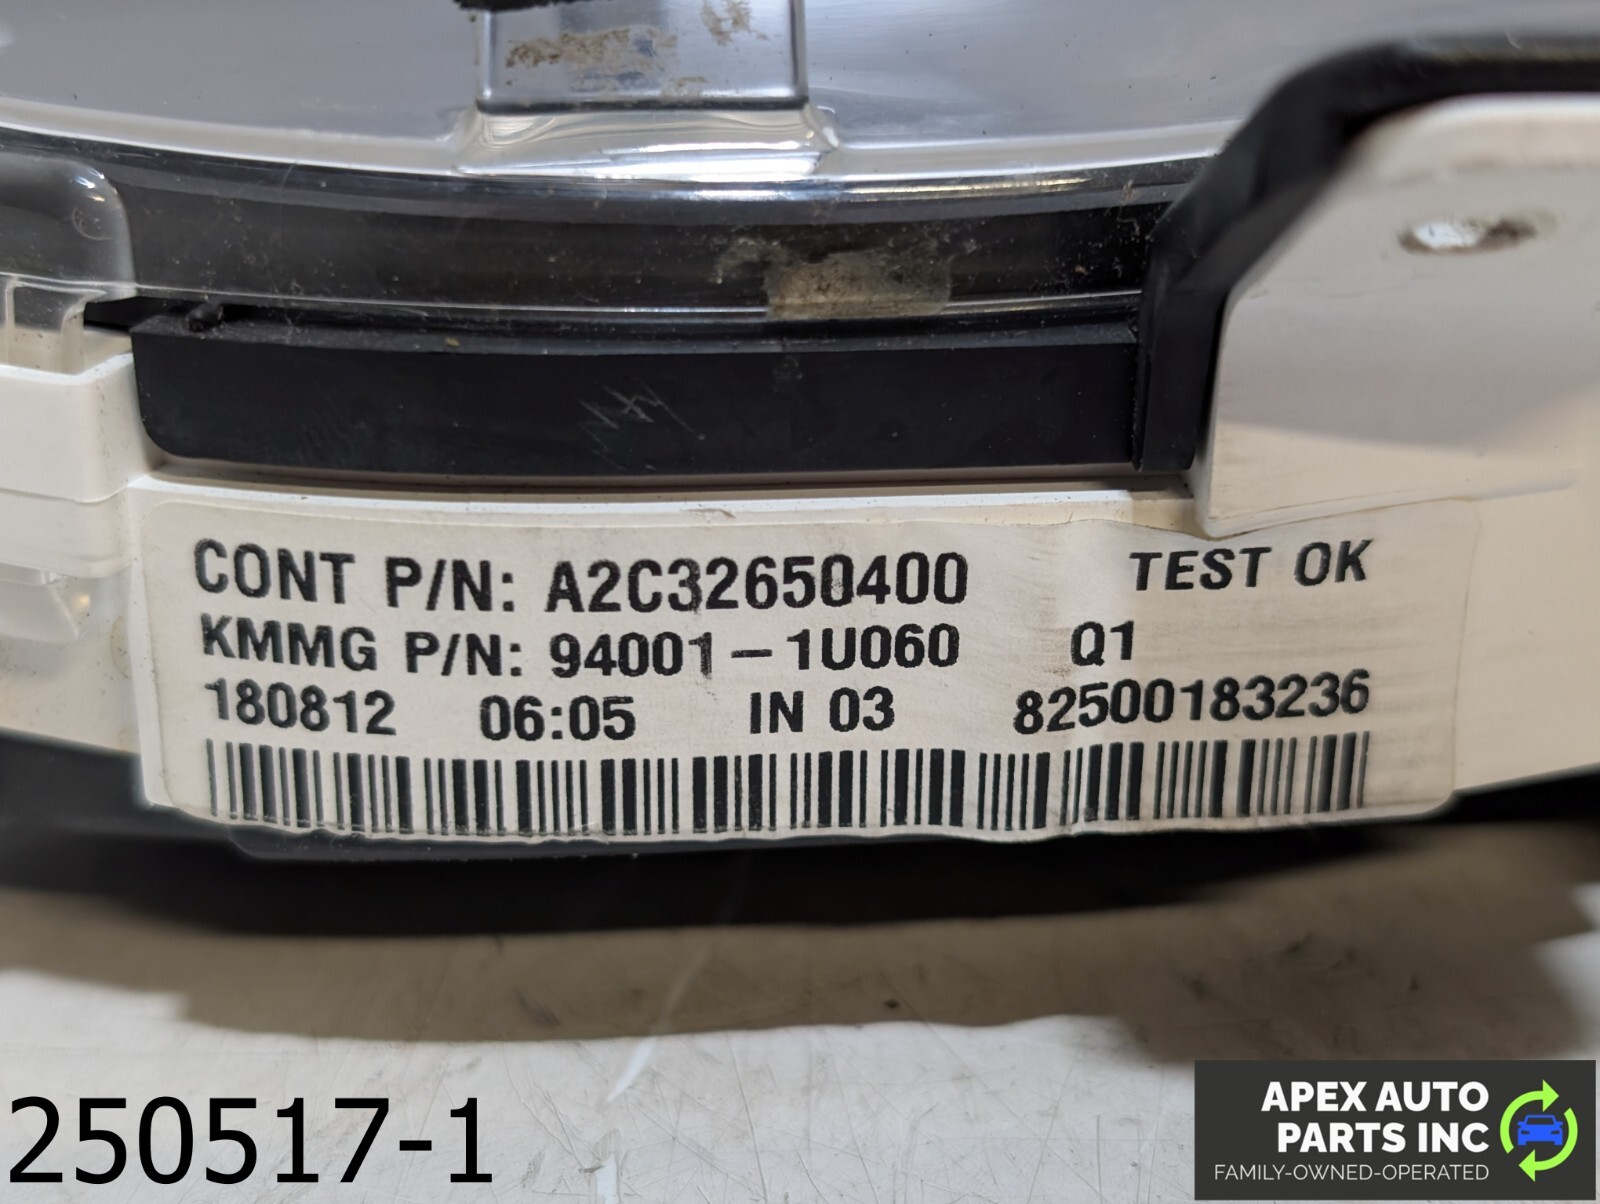 CONT P/N: A2C32650400 TEST OK
KMMG P/N: 94001-1U060 Q1
180812 06:05 IN 03 82500183236
250517-1
APEX AUTO
PARTS INC
FAMILY-OWNED-OPERATED